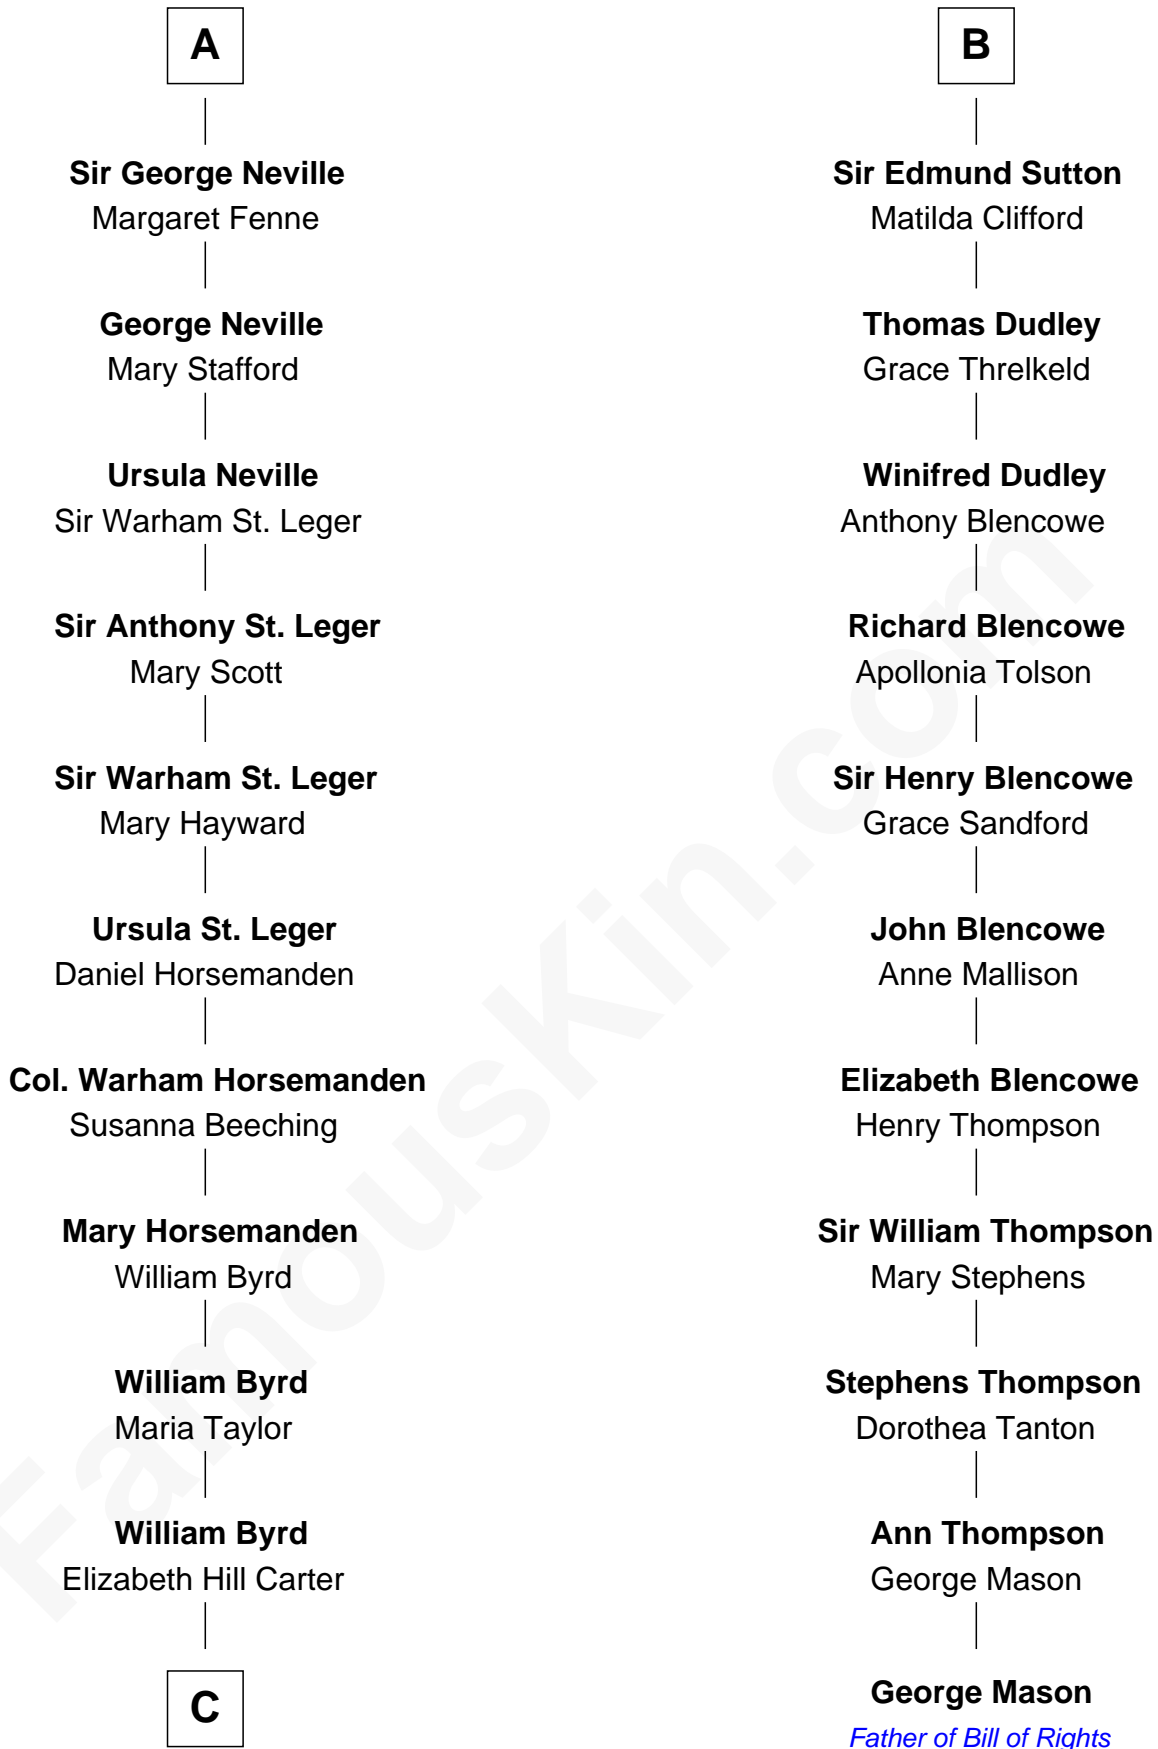 A
Sir George Neville
Margaret Fenne
George Neville
Mary Stafford
Ursula Neville
Sir Warham St. Leger
Sir Anthony St. Leger
Mary Scott
Sir Warham St. Leger
Mary Hayward
Ursula St. Leger
Daniel Horsemanden
Col. Warham Horsemanden
Susanna Beeching
Mary Horsemanden
William Byrd
William Byrd
Maria Taylor
William Byrd
Elizabeth Hill Carter
C
B
Sir Edmund Sutton
Matilda Clifford
Thomas Dudley
Grace Threlkeld
Winifred Dudley
Anthony Blencowe
Richard Blencowe
Apollonia Tolson
Sir Henry Blencowe
Grace Sandford
John Blencowe
Anne Mallison
Elizabeth Blencowe
Henry Thompson
Sir William Thompson
Mary Stephens
Stephens Thompson
Dorothea Tanton
Ann Thompson
George Mason
George Mason
Father of Bill of Rights
FamousKin.com